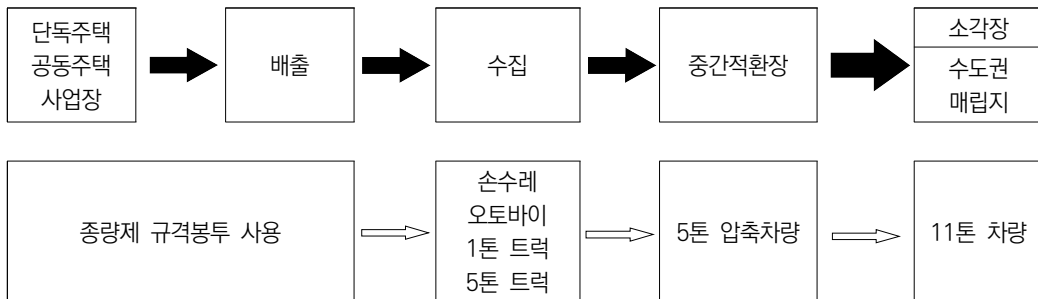 단독주택
공동주택
사업장
배출
수집
중간적환장
소각장
수도권
매립지
종량제 규격봉투 사용
손수레
오토바이
1톤 트럭
5톤 트럭
5톤 압축차량
11톤 차량